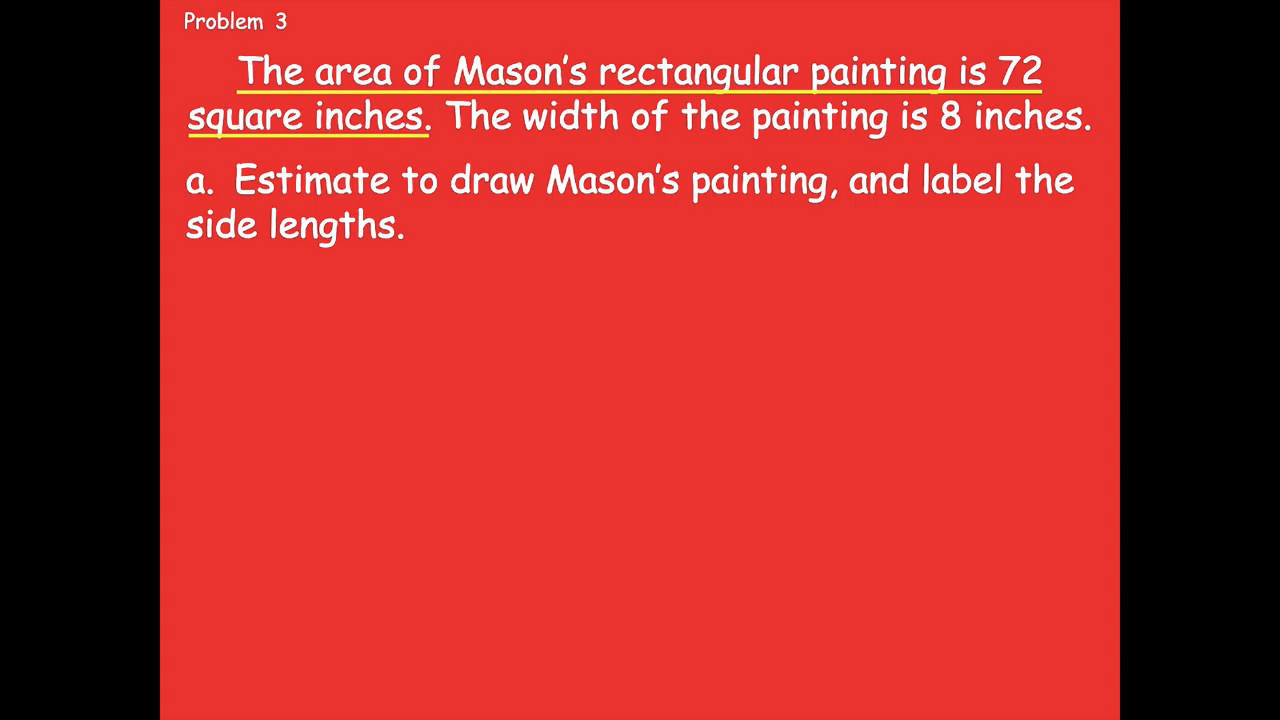 Problem 3
The area of Mason's rectangular painting is 72
square inches. The width of the painting is 8 inches.
a. Estimate to draw Mason's painting, and label the
side lengths.